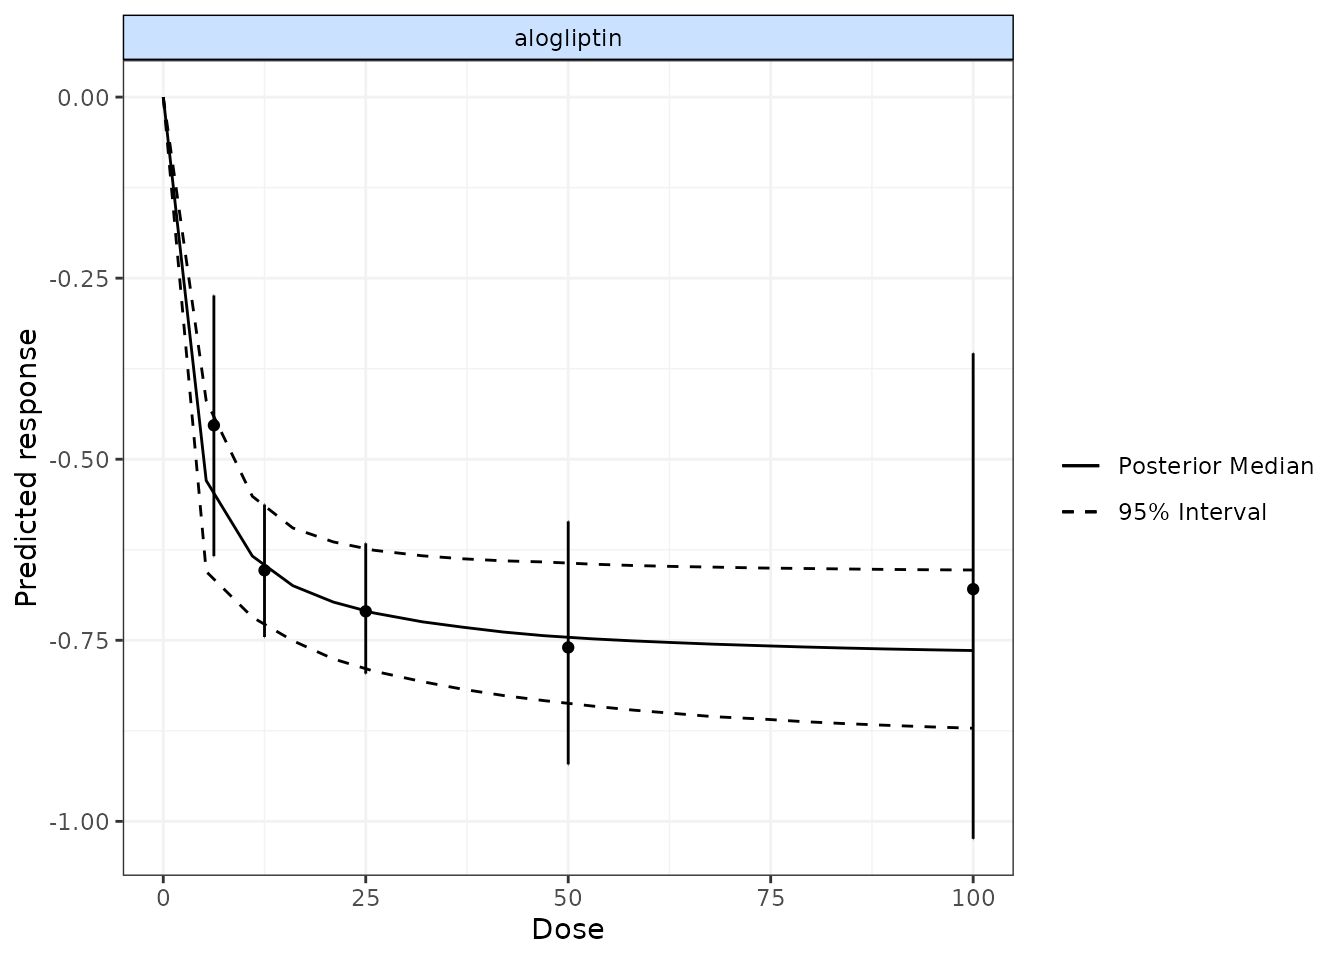 alogliptin
0.00
-0.25
-0.50
-0.75
-1.00
Predicted response
0 25 50 75 100
Dose
Posterior Median
95% Interval